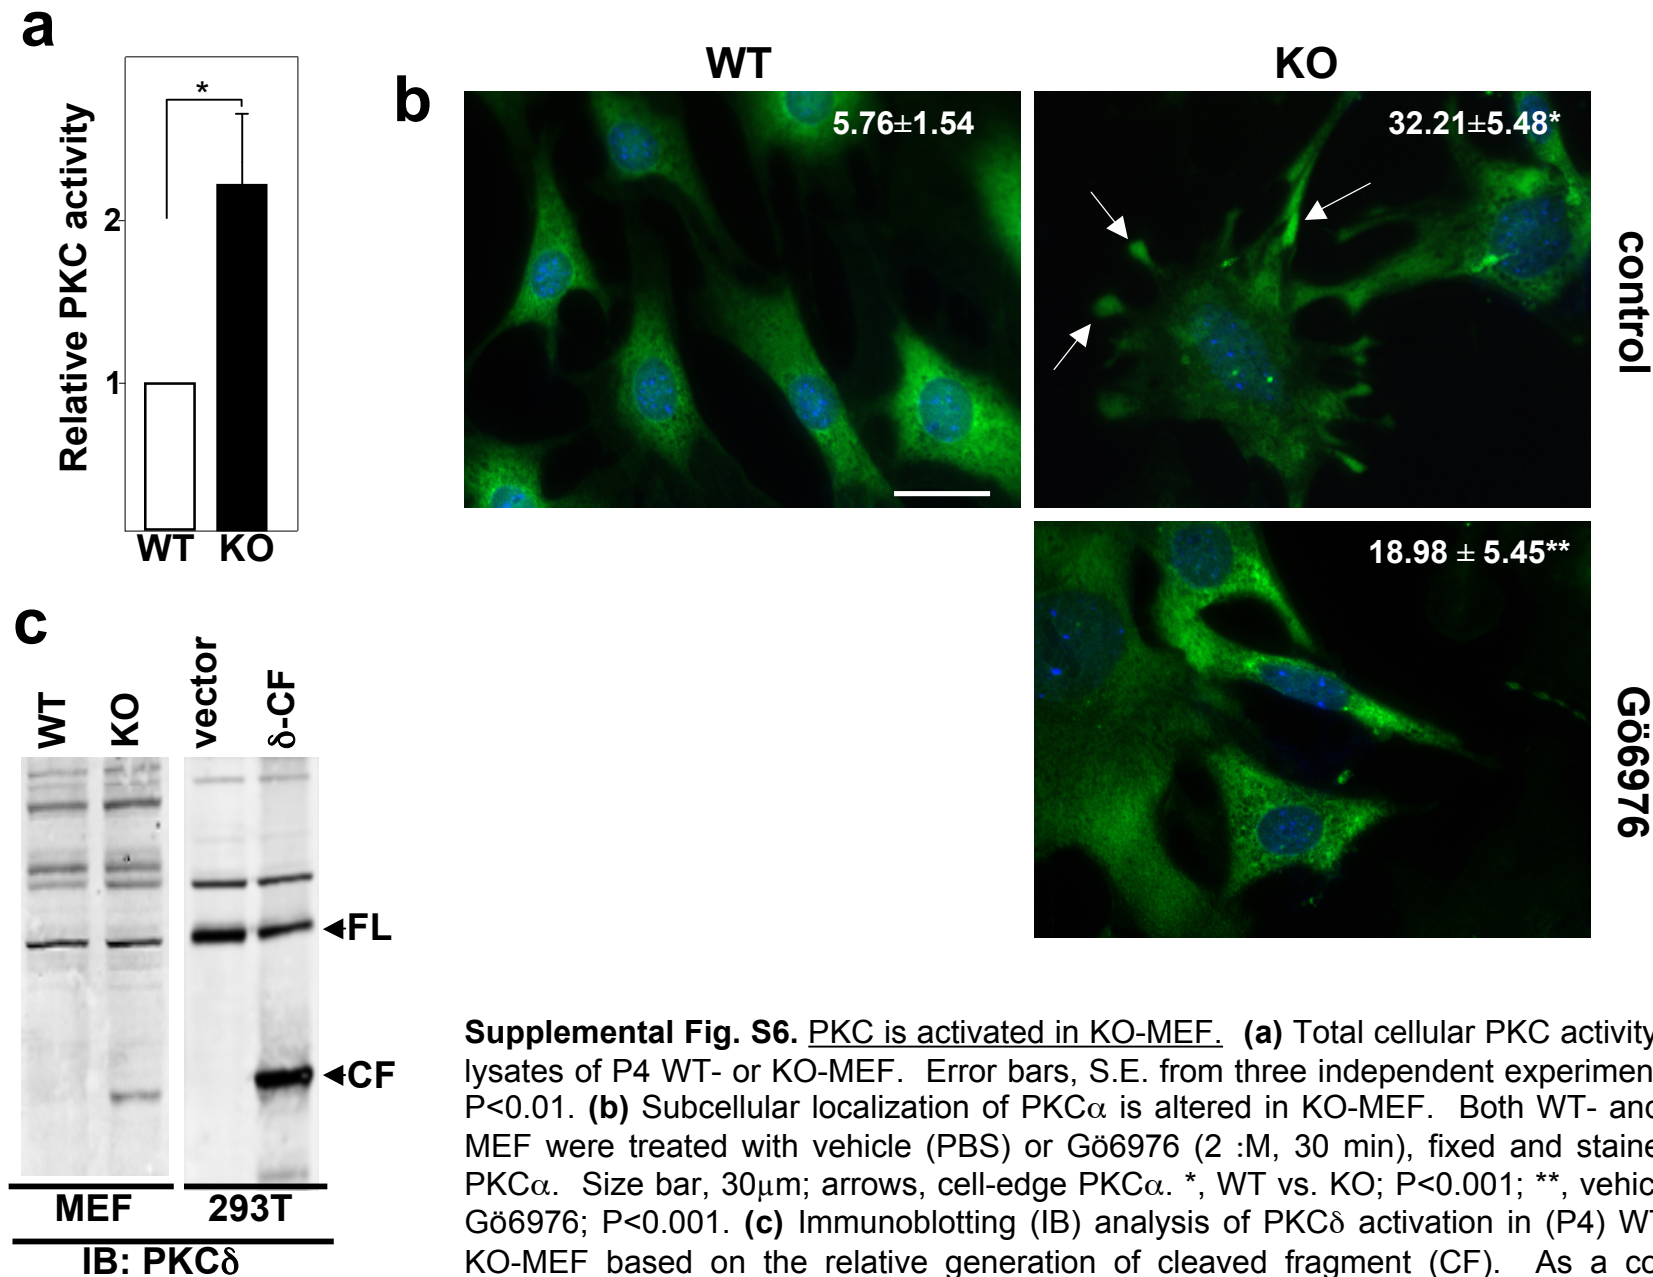 a
Relative PKC activity
*
2
1
WT KO
b
WT
KO
5.76±1.54
32.21±5.48*
control
18.98 ± 5.45**
Gö6976
c
WT
KO
vector
δ-CF
FL
CF
MEF 293T
IB: PKCδ
Supplemental Fig. S6. PKC is activated in KO-MEF. (a) Total cellular PKC activity
lysates of P4 WT- or KO-MEF. Error bars, S.E. from three independent experimen
P<0.01. (b) Subcellular localization of PKCα is altered in KO-MEF. Both WT- and
MEF were treated with vehicle (PBS) or Gö6976 (2 :M, 30 min), fixed and staine
PKCα. Size bar, 30μm; arrows, cell-edge PKCα. *, WT vs. KO; P<0.001; **, vehic
Gö6976; P<0.001. (c) Immunoblotting (IB) analysis of PKCδ activation in (P4) WT
KO-MEF based on the relative generation of cleaved fragment (CF). As a co